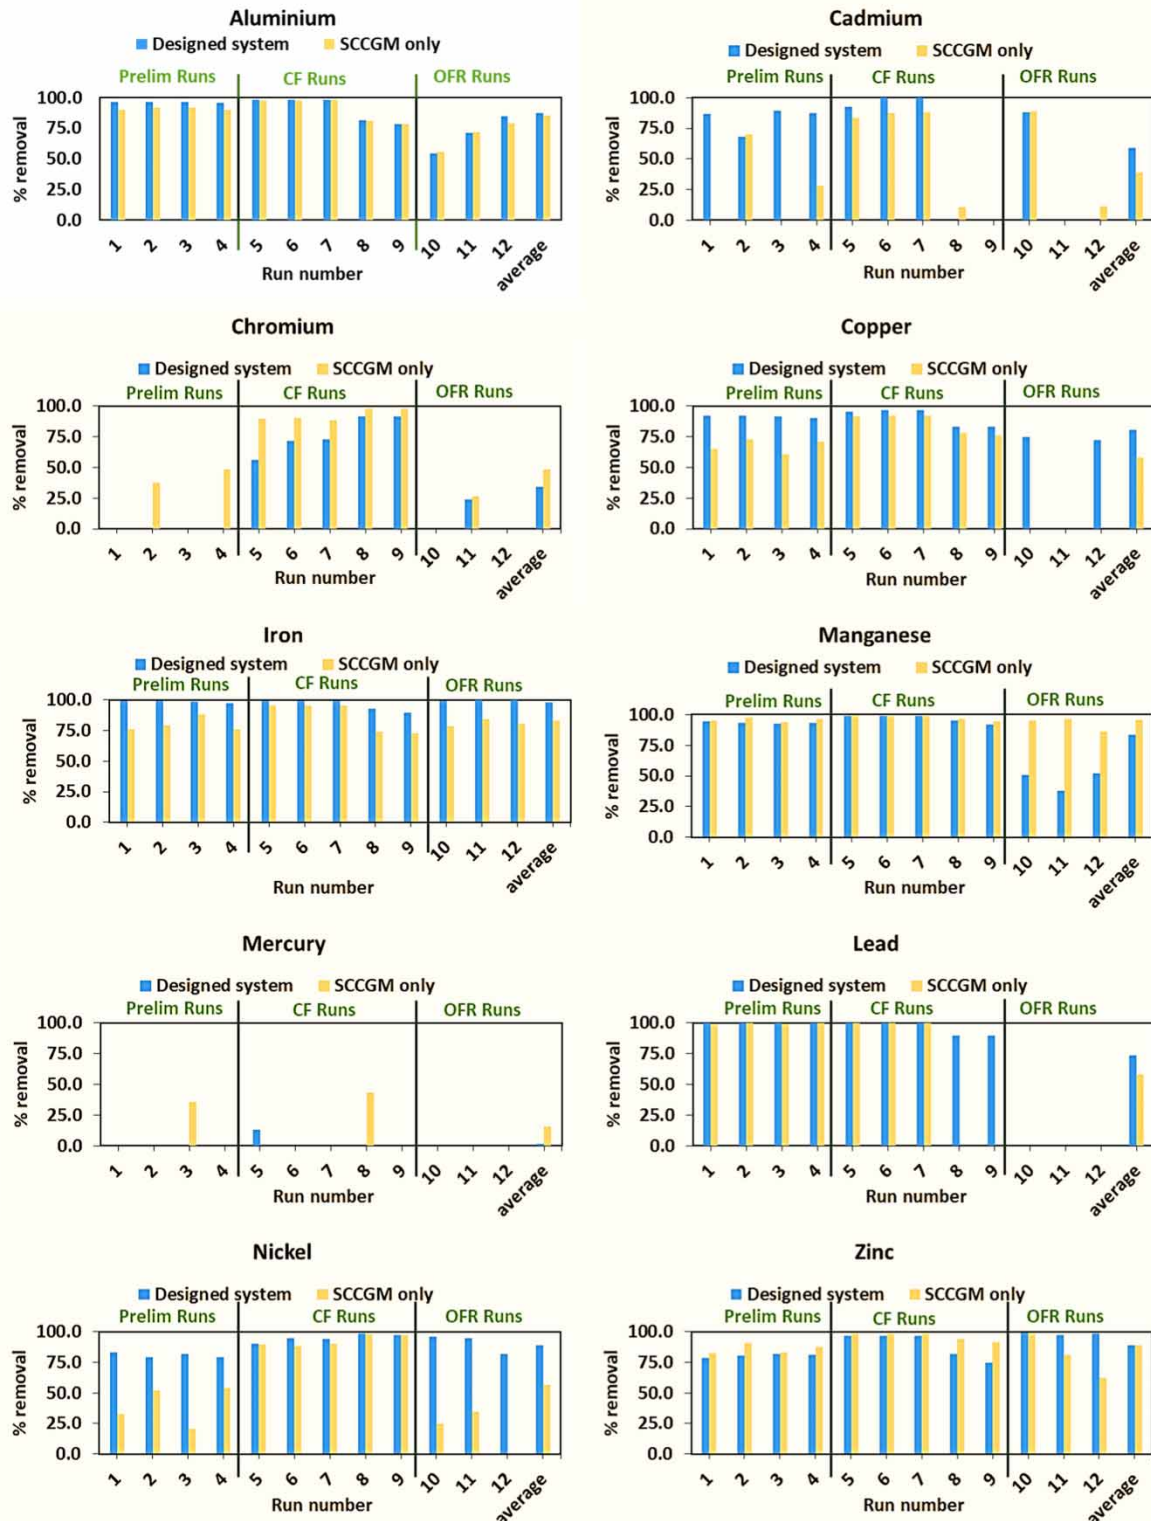 Aluminium
Designed system SCCGM only
Prelim Runs CF Runs OFR Runs
100.0
75.0
50.0
25.0
0.0
% removal
1 2 3 4 5 6 7 8 9 10 11 12 average
Run number
Cadmium
Designed system SCCGM only
Prelim Runs CF Runs OFR Runs
100.0
75.0
50.0
25.0
0.0
% removal
1 2 3 4 5 6 7 8 9 10 11 12 average
Run number
Chromium
Designed system SCCGM only
Prelim Runs CF Runs OFR Runs
100.0
75.0
50.0
25.0
0.0
% removal
1 2 3 4 5 6 7 8 9 10 11 12 average
Run number
Copper
Designed system SCCGM only
Prelim Runs CF Runs OFR Runs
100.0
75.0
50.0
25.0
0.0
% removal
1 2 3 4 5 6 7 8 9 10 11 12 average
Run number
Iron
Designed system SCCGM only
Prelim Runs CF Runs OFR Runs
100.0
75.0
50.0
25.0
0.0
% removal
1 2 3 4 5 6 7 8 9 10 11 12 average
Run number
Manganese
Designed system SCCGM only
Prelim Runs CF Runs OFR Runs
100.0
75.0
50.0
25.0
0.0
% removal
1 2 3 4 5 6 7 8 9 10 11 12 average
Run number
Mercury
Designed system SCCGM only
Prelim Runs CF Runs OFR Runs
100.0
75.0
50.0
25.0
0.0
% removal
1 2 3 4 5 6 7 8 9 10 11 12 average
Run number
Lead
Designed system SCCGM only
Prelim Runs CF Runs OFR Runs
100.0
75.0
50.0
25.0
0.0
% removal
1 2 3 4 5 6 7 8 9 10 11 12 average
Run number
Nickel
Designed system SCCGM only
Prelim Runs CF Runs OFR Runs
100.0
75.0
50.0
25.0
0.0
% removal
1 2 3 4 5 6 7 8 9 10 11 12 average
Run number
Zinc
Designed system SCCGM only
Prelim Runs CF Runs OFR Runs
100.0
75.0
50.0
25.0
0.0
% removal
1 2 3 4 5 6 7 8 9 10 11 12 average
Run number